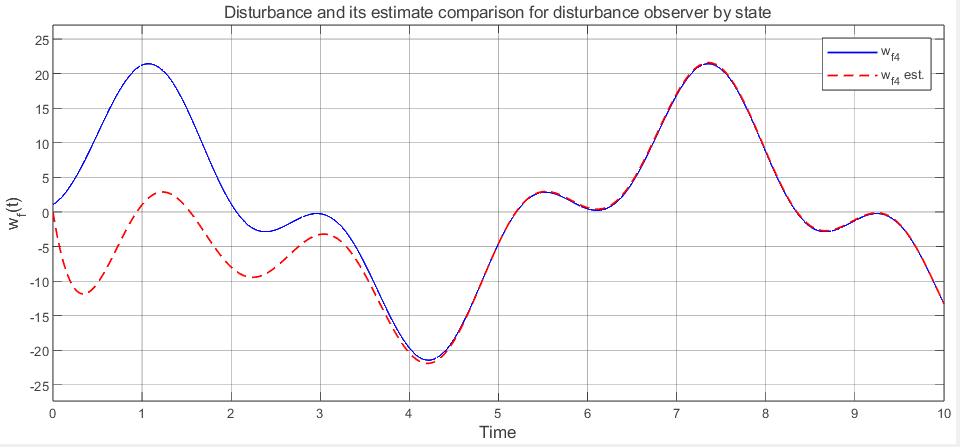 Disturbance and its estimate comparison for disturbance observer by state
w_f4
w_f4 est.
25
20
15
10
5
0
-5
-10
-15
-20
-25
w_f(t)
0 1 2 3 4 5 6 7 8 9 10
Time